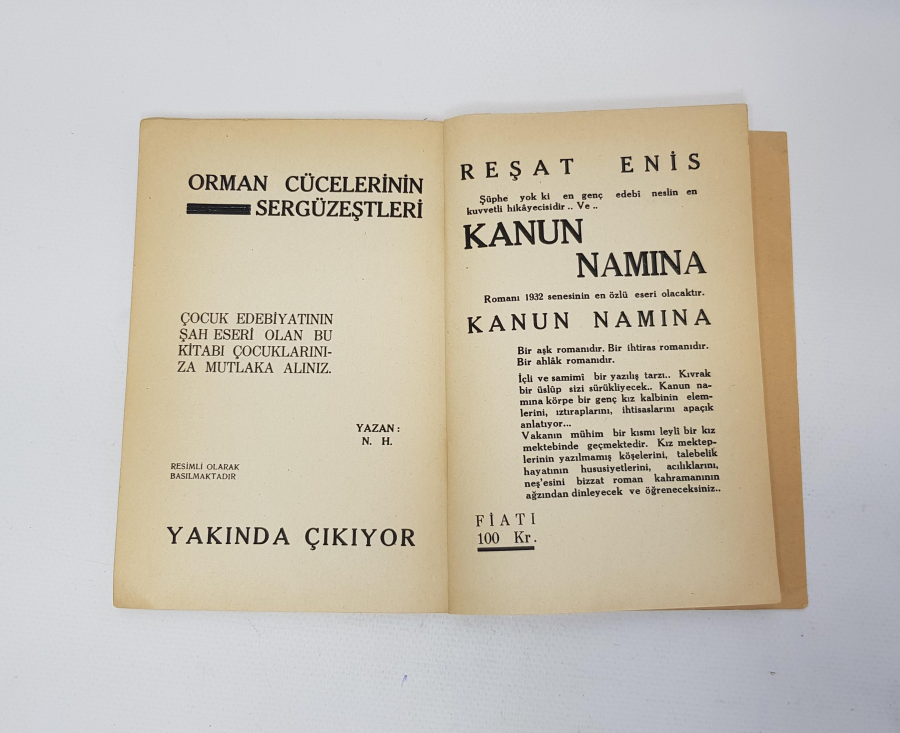 ORMAN CÜCELERİNİN
SERGÜZEŞTLERİ
ÇOCUK EDEBİYATININ
ŞAH ESERİ OLAN BU
KİTABI ÇOCUKLARINI-
ZA MUTLAKA ALINIZ.
YAZAN :
N. H.
RESİMLİ OLARAK
BASILMAKTADIR
YAKINDA ÇIKIYOR
REŞAT ENİS
Şüphe yok ki en genç edebî neslin en
kuvvetli hikâyecisidir .. Ve ..
KANUN
NAMINA
Romanı 1932 senesinin en özlü eseri olacaktır.
KANUN NAMINA
Bir aşk romanıdır. Bir ihtiras romanıdır.
Bir ahlâk romanıdır.
İçli ve samimî bir yazılış tarzı.. Kıvrak
bir üslûp sizi sürükliyecek.. Kanun na-
mına körpe bir genç kız kalbinin elem-
lerini, ıztıraplarını, ihtisaslarını apaçık
anlatıyor...
Vakanın mühim bir kısmı leylî bir kız
mektebinde geçmektedir. Kız mektep-
lerinin yazılmamış köşelerini, talebelik
hayatının hususiyetlerini, acılıklarını,
neş'esini bizzat roman kahramanının
ağzından dinleyecek ve öğreneceksiniz..
FİATI
100 Kr.